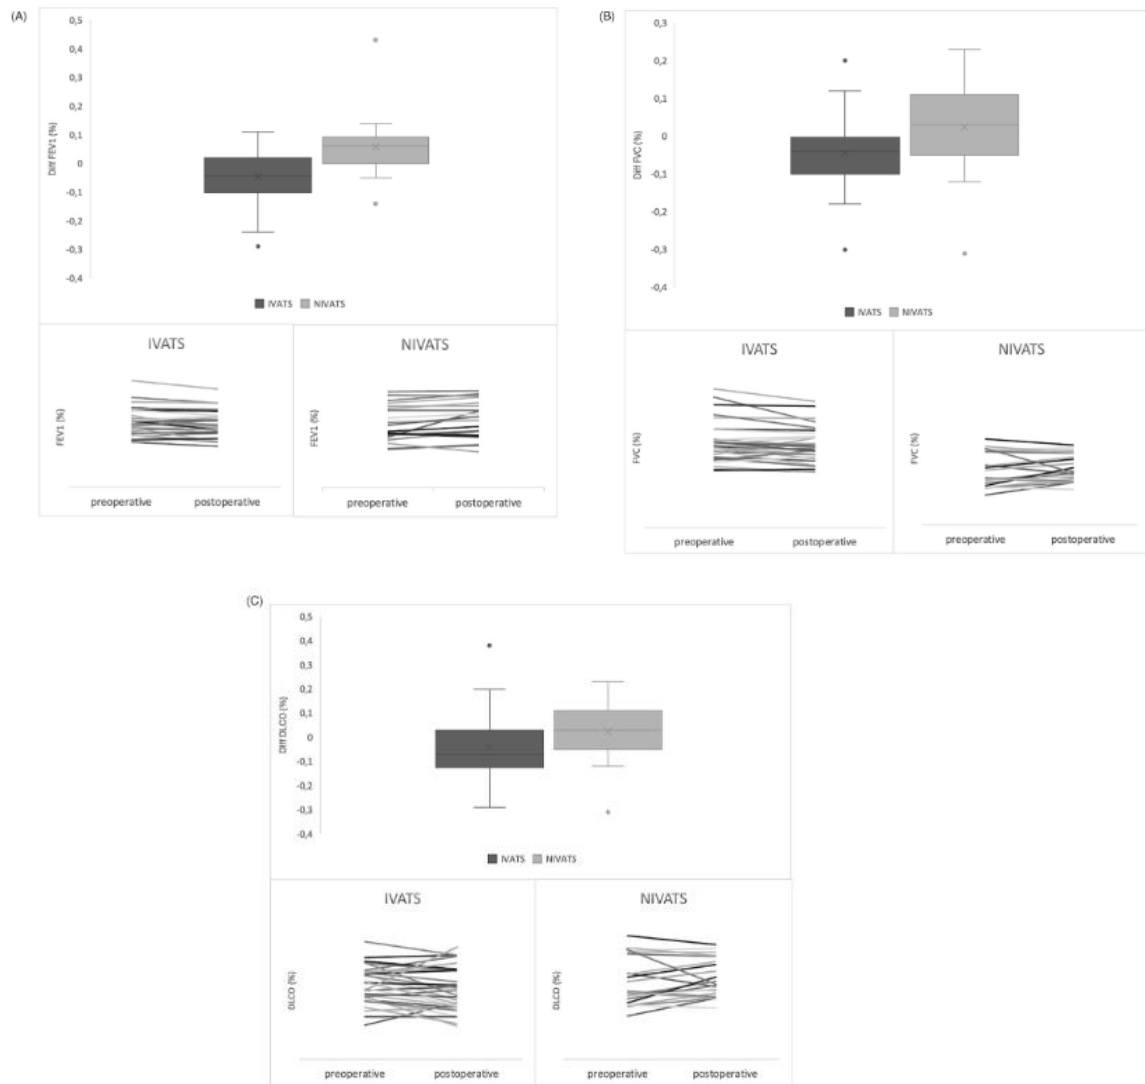 (A)
0,5
0,4
0,3
0,2
0,1
0
-0,1
-0,2
-0,3
-0,4
Diff FEV1 (%)
IVATS NIVATS
IVATS
FEV1 (%)
preoperative postoperative
NIVATS
FEV1 (%)
preoperative postoperative
(B)
0,3
0,2
0,1
0
-0,1
-0,2
-0,3
-0,4
Diff FVC (%)
IVATS NIVATS
IVATS
FVC (%)
preoperative postoperative
NIVATS
FVC (%)
preoperative postoperative
(C)
0,5
0,4
0,3
0,2
0,1
0
-0,1
-0,2
-0,3
-0,4
Diff DLCO (%)
IVATS NIVATS
IVATS
DLCO (%)
preoperative postoperative
NIVATS
DLCO (%)
preoperative postoperative